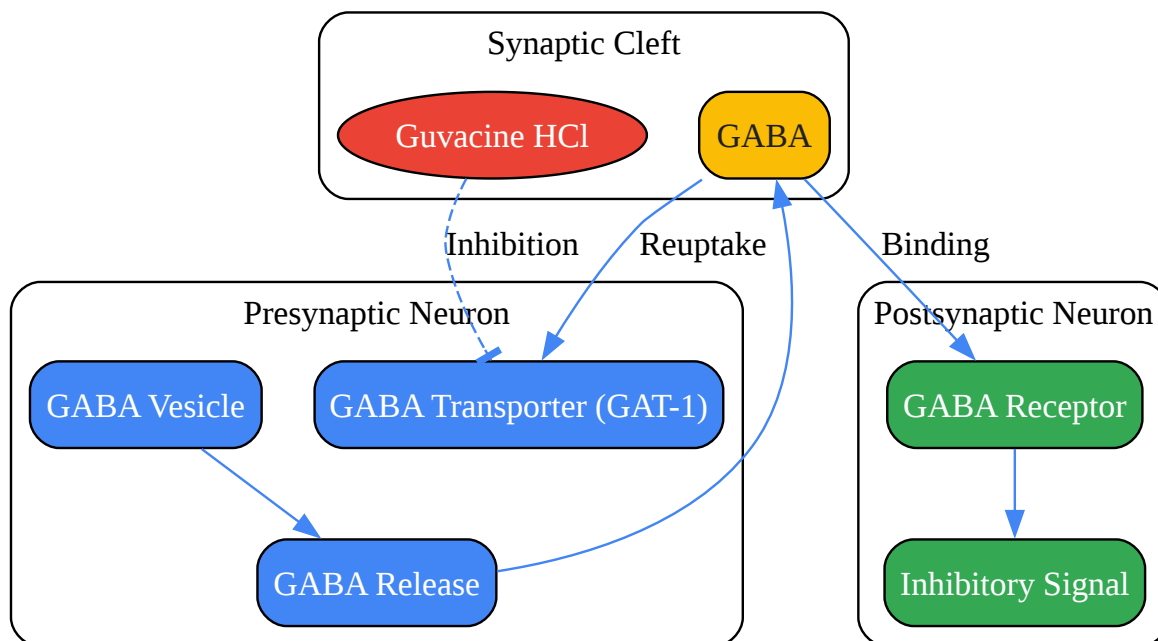 Synaptic Cleft
Guvacine HCl
GABA
Inhibition
Reuptake
Binding
Presynaptic Neuron
Postsynaptic Neuron
GABA Vesicle
GABA Transporter (GAT-1)
GABA Receptor
GABA Release
Inhibitory Signal